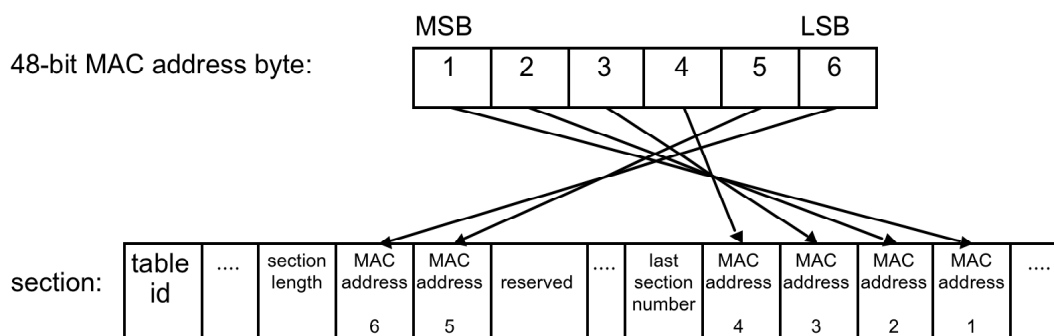 MSB LSB
48-bit MAC address byte: 1 2 3 4 5 6
section:
table
id
....
section
length
MAC
address
6
MAC
address
5
reserved
....
last
section
number
MAC
address
4
MAC
address
3
MAC
address
2
MAC
address
1
....